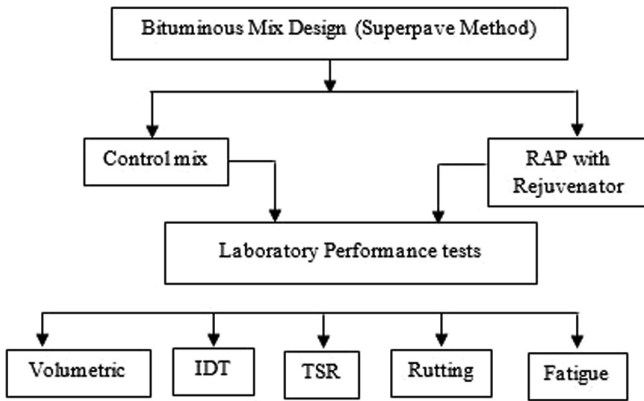 Bituminous Mix Design (Superpave Method)
Control mix
RAP with
Rejuvenator
Laboratory Performance tests
Volumetric
IDT
TSR
Rutting
Fatigue